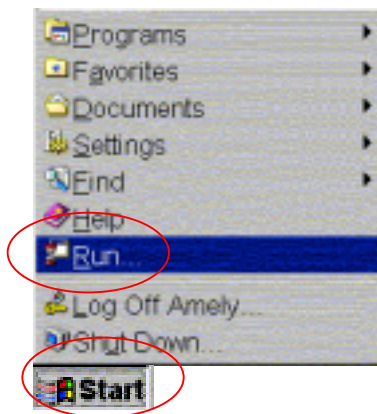 Programs
Favorites
Documents
Settings
Find
Help
Run...
Log Off Amely...
Shut Down...
Start